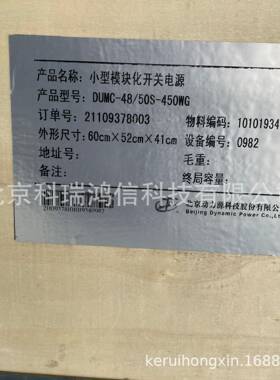 产品名称：小型模块化开关电源
产品型号：DUMC-48/50S-450WG
订单号：21109378003 物料编码：10101934
外形尺寸：60cm×52cm×41cm 设备编号：0982
地址号： 毛重：
备注： 终局容量：
北京科瑞鸿信科技有限公司
北京动力源科技股份有限公司
Beijing Dynamic Power Co., Ltd
keruihongxin.1688.com